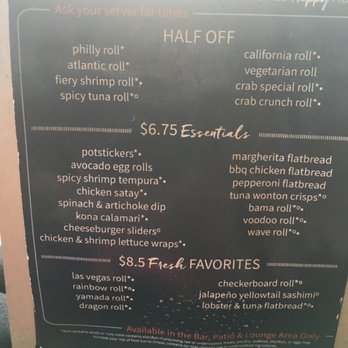 Happy
Ask your server for times
HALF OFF
philly roll*
atlantic roll*
fiery shrimp roll*•
spicy tuna roll*º
california roll*•
vegetarian roll
crab special roll*•
crab crunch roll*•
$6.75 Essentials
potstickers*•
avocado egg rolls
spicy shrimp tempura*•
chicken satay*•
spinach & artichoke dip
kona calamari*•
cheeseburger slidersº
chicken & shrimp lettuce wraps*•
margherita flatbread
bbq chicken flatbread
pepperoni flatbread
tuna wonton crisps*º
bama roll*º•
voodoo roll*º•
wave roll*º•
$8.5 Fresh FAVORITES
las vegas roll*•
rainbow roll*º•
yamada roll*•
dragon roll*•
checkerboard roll*º
jalapeño yellowtail sashimiº
lobster & tuna flatbread*º•
Available in the Bar, Patio & Lounge Area Only